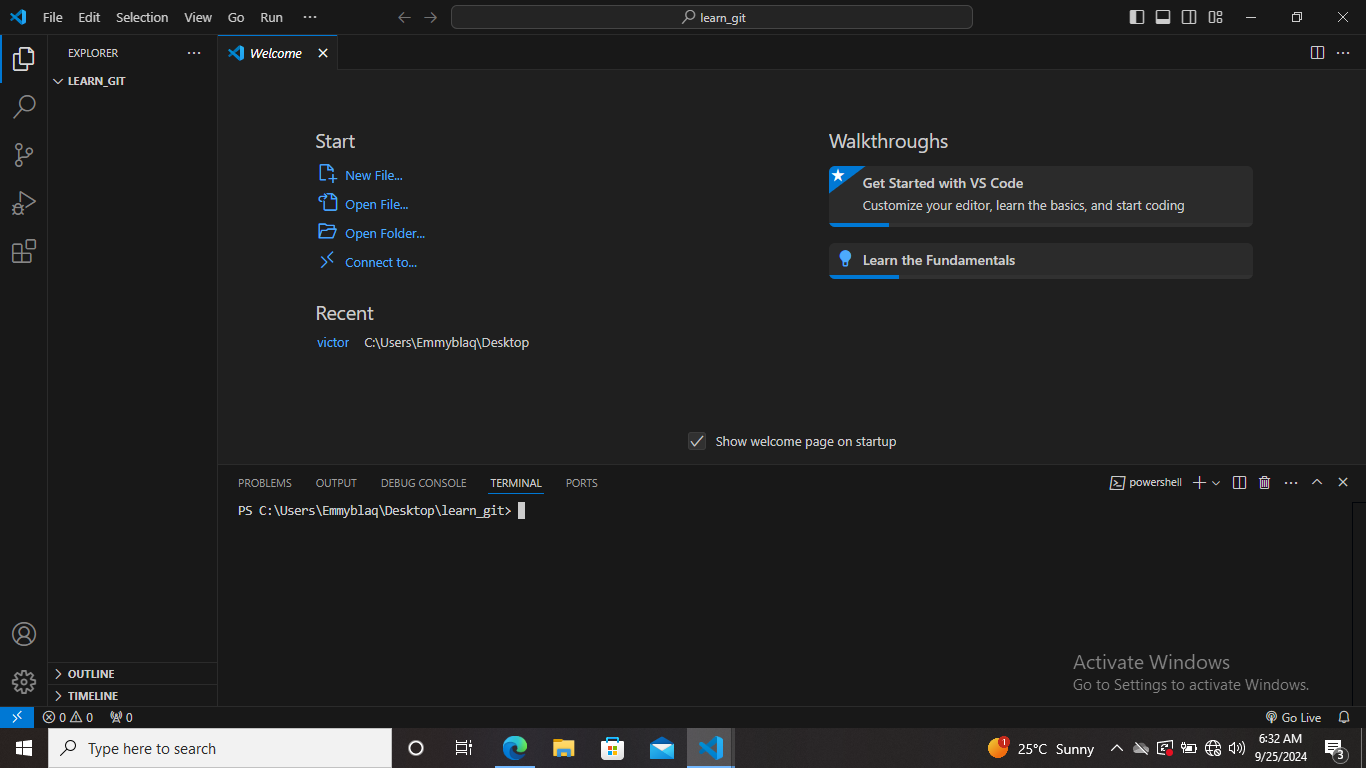 File Edit Selection View Go Run ··· learn_git
EXPLORER ···
LEARN_GIT
OUTLINE
TIMELINE
Welcome
Start
New File...
Open File...
Open Folder...
Connect to...
Recent
victor C:\Users\Emmyblaq\Desktop
Walkthroughs
Get Started with VS Code
Customize your editor, learn the basics, and start coding
Learn the Fundamentals
Show welcome page on startup
PROBLEMS OUTPUT DEBUG CONSOLE TERMINAL PORTS powershell
PS C:\Users\Emmyblaq\Desktop\learn_git>
Activate Windows
Go to Settings to activate Windows.
0 0 0 Go Live
Type here to search
1 25°C Sunny
6:32 AM
9/25/2024
3